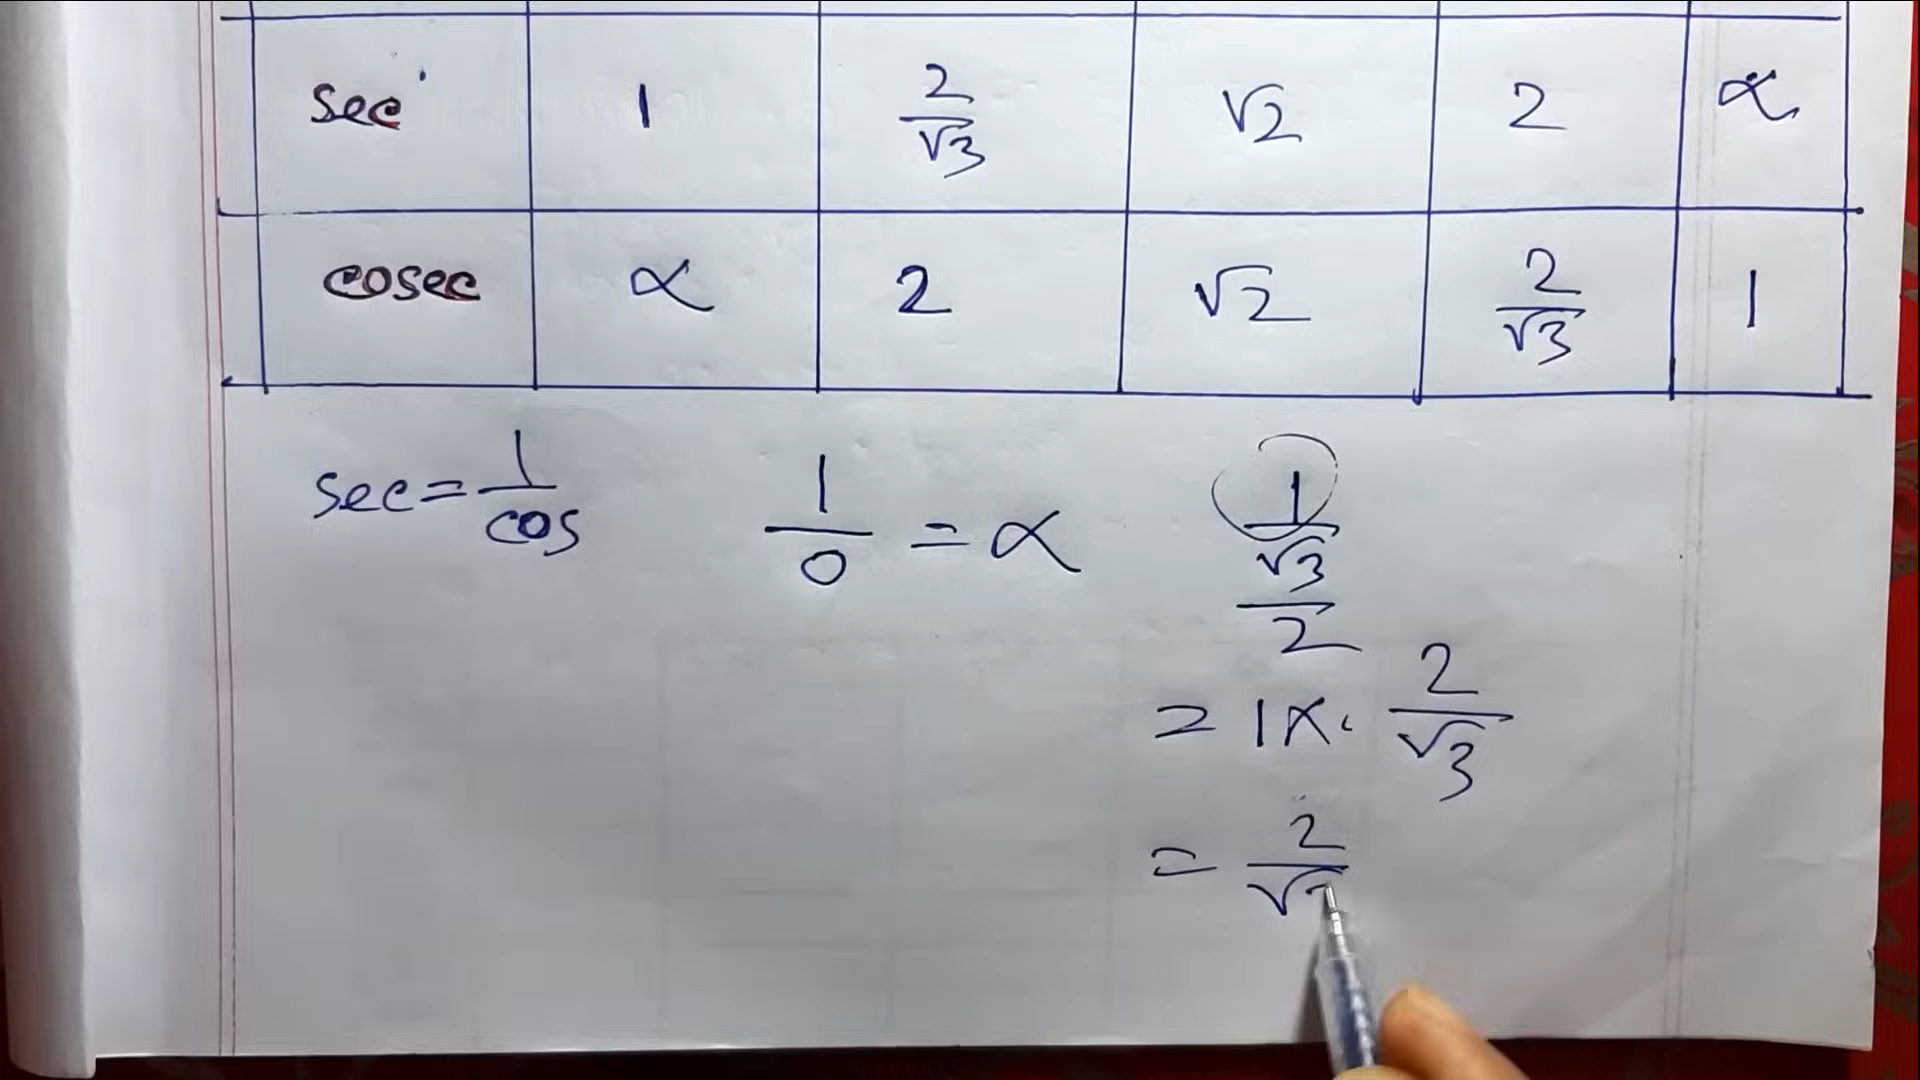 sec 1 2/√3 √2 2 α
cosec α 2 √2 2/√3 1
sec = 1/cos
1/0 = α
1/(√3/2)
= 1 × 2/√3
= 2/√